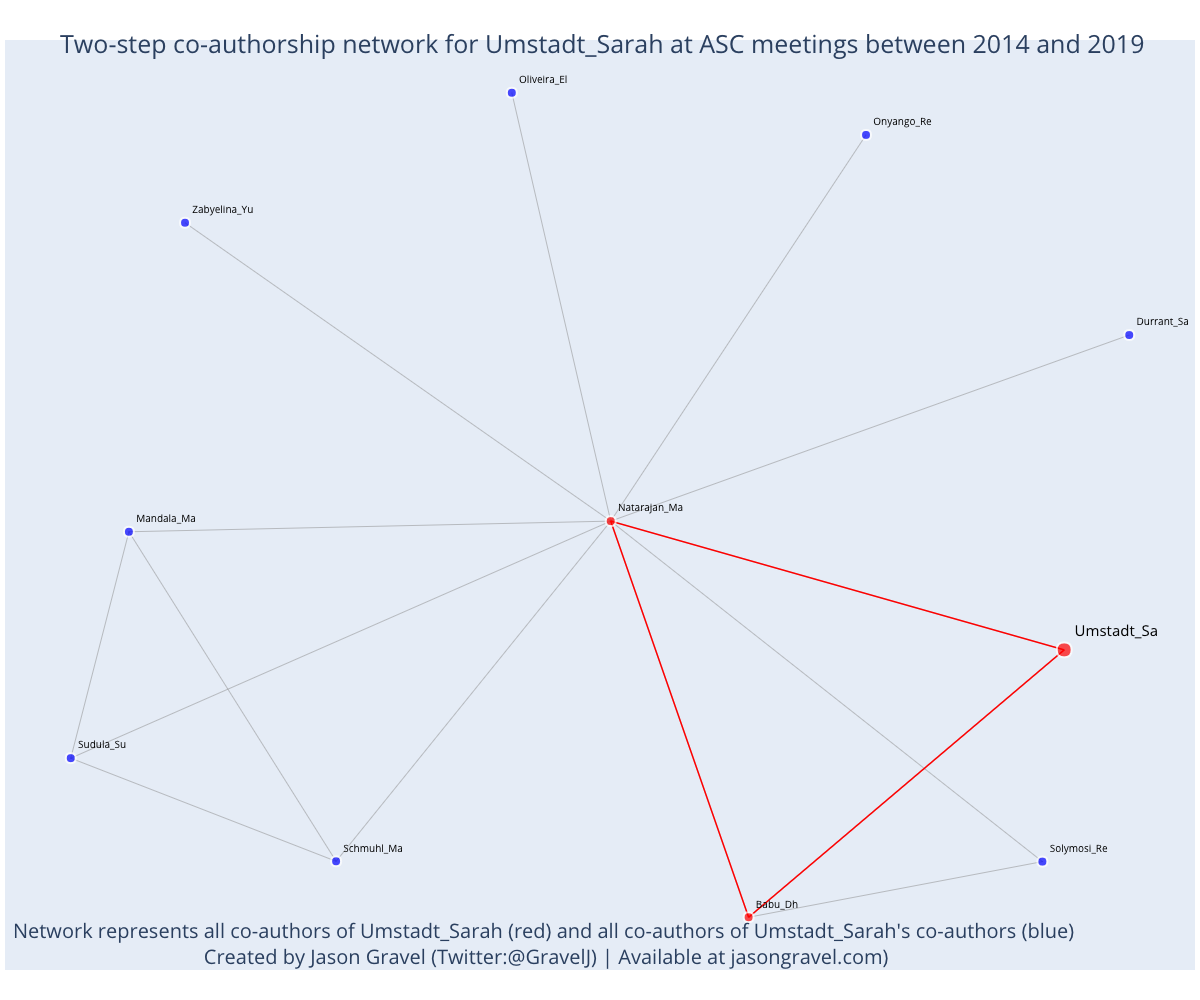 Two-step co-authorship network for Umstadt_Sarah at ASC meetings between 2014 and 2019
Oliveira_El
Onyango_Re
Zabyelina_Yu
Durrant_Sa
Natarajan_Ma
Mandala_Ma
Umstadt_Sa
Sudula_Su
Schmuhl_Ma
Solymosi_Re
Babu_Dh
Network represents all co-authors of Umstadt_Sarah (red) and all co-authors of Umstadt_Sarah's co-authors (blue)
Created by Jason Gravel (Twitter:@GravelJ) | Available at jasongravel.com)